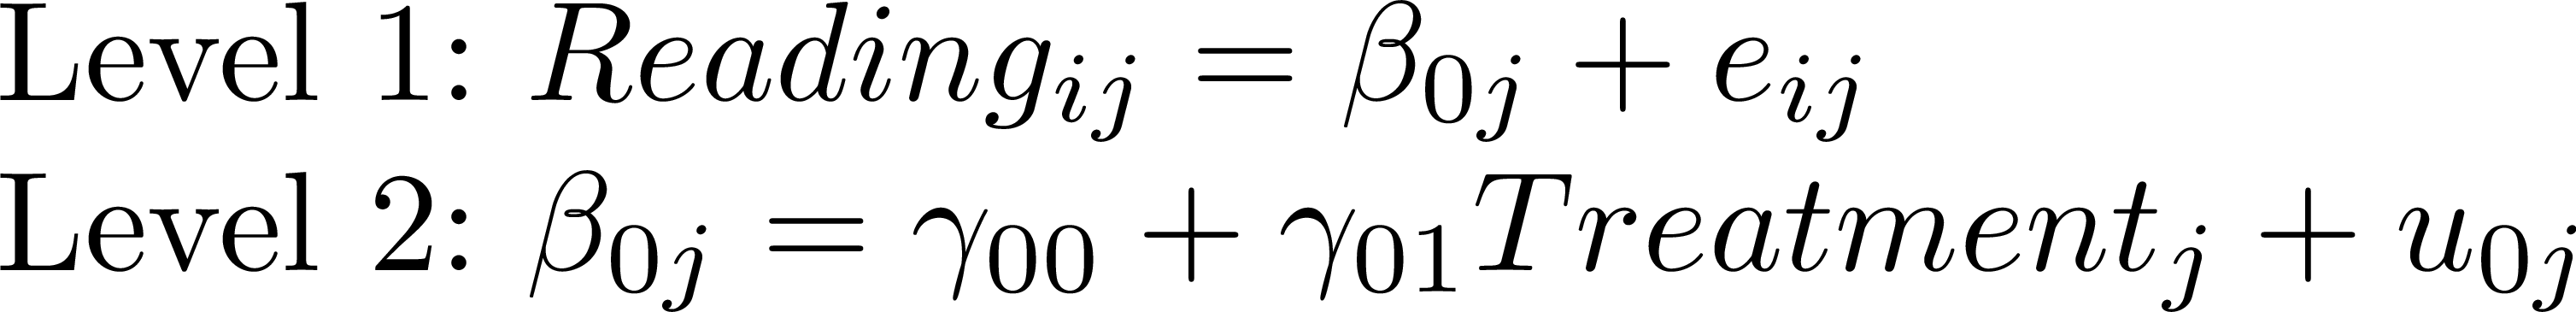 Level 1: Reading_{ij} = β_{0j} + e_{ij}
Level 2: β_{0j} = γ_{00} + γ_{01}Treatment_j + u_{0j}